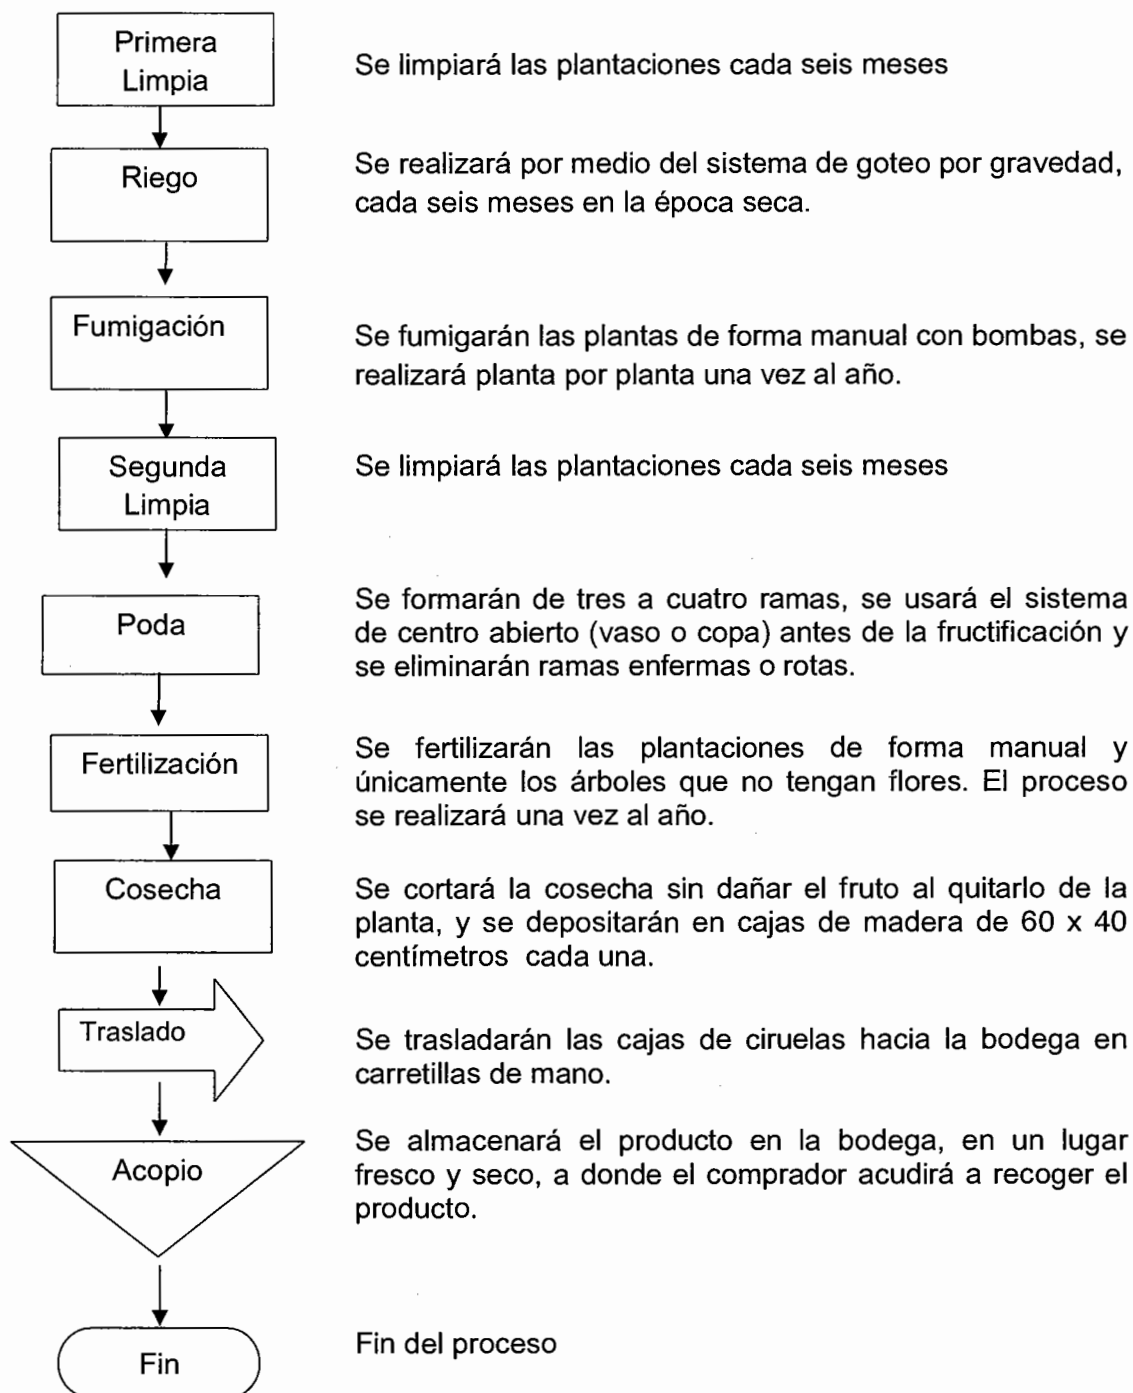 Primera
Limpia
Se limpiará las plantaciones cada seis meses
Riego
Se realizará por medio del sistema de goteo por gravedad,
cada seis meses en la época seca.
Fumigación
Se fumigarán las plantas de forma manual con bombas, se
realizará planta por planta una vez al año.
Segunda
Limpia
Se limpiará las plantaciones cada seis meses
Poda
Se formarán de tres a cuatro ramas, se usará el sistema
de centro abierto (vaso o copa) antes de la fructificación y
se eliminarán ramas enfermas o rotas.
Fertilización
Se fertilizarán las plantaciones de forma manual y
únicamente los árboles que no tengan flores. El proceso
se realizará una vez al año.
Cosecha
Se cortará la cosecha sin dañar el fruto al quitarlo de la
planta, y se depositarán en cajas de madera de 60 x 40
centímetros cada una.
Traslado
Se trasladarán las cajas de ciruelas hacia la bodega en
carretillas de mano.
Acopio
Se almacenará el producto en la bodega, en un lugar
fresco y seco, a donde el comprador acudirá a recoger el
producto.
Fin
Fin del proceso